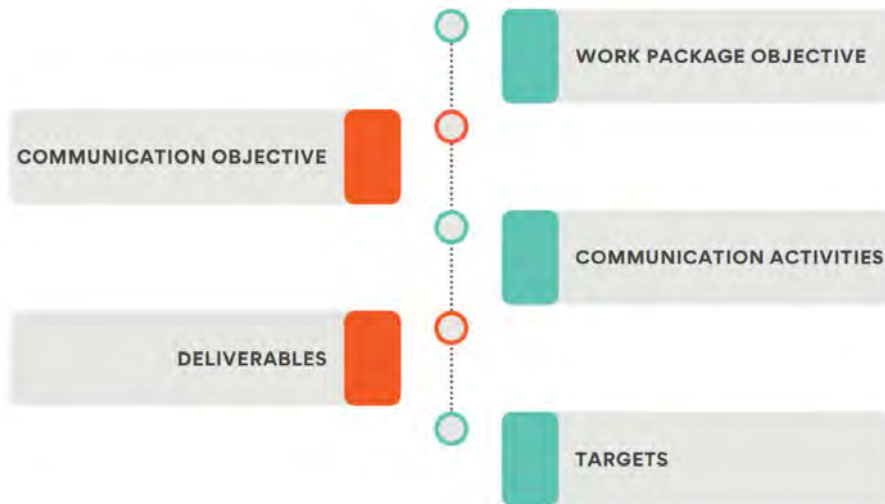 WORK PACKAGE OBJECTIVE
COMMUNICATION OBJECTIVE
COMMUNICATION ACTIVITIES
DELIVERABLES
TARGETS